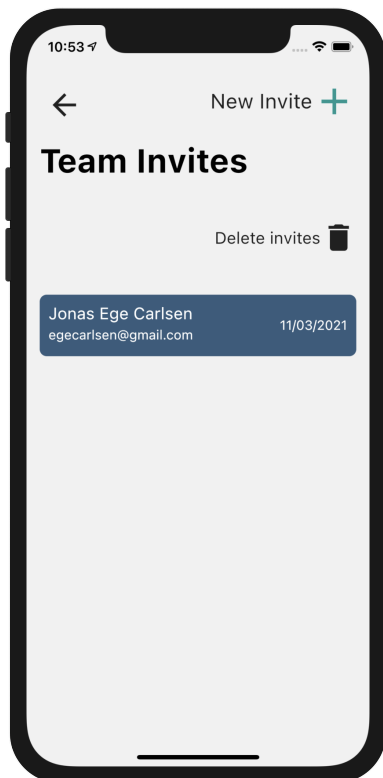 10:53
New Invite
Team Invites
Delete invites
Jonas Ege Carlsen
egecarlsen@gmail.com
11/03/2021